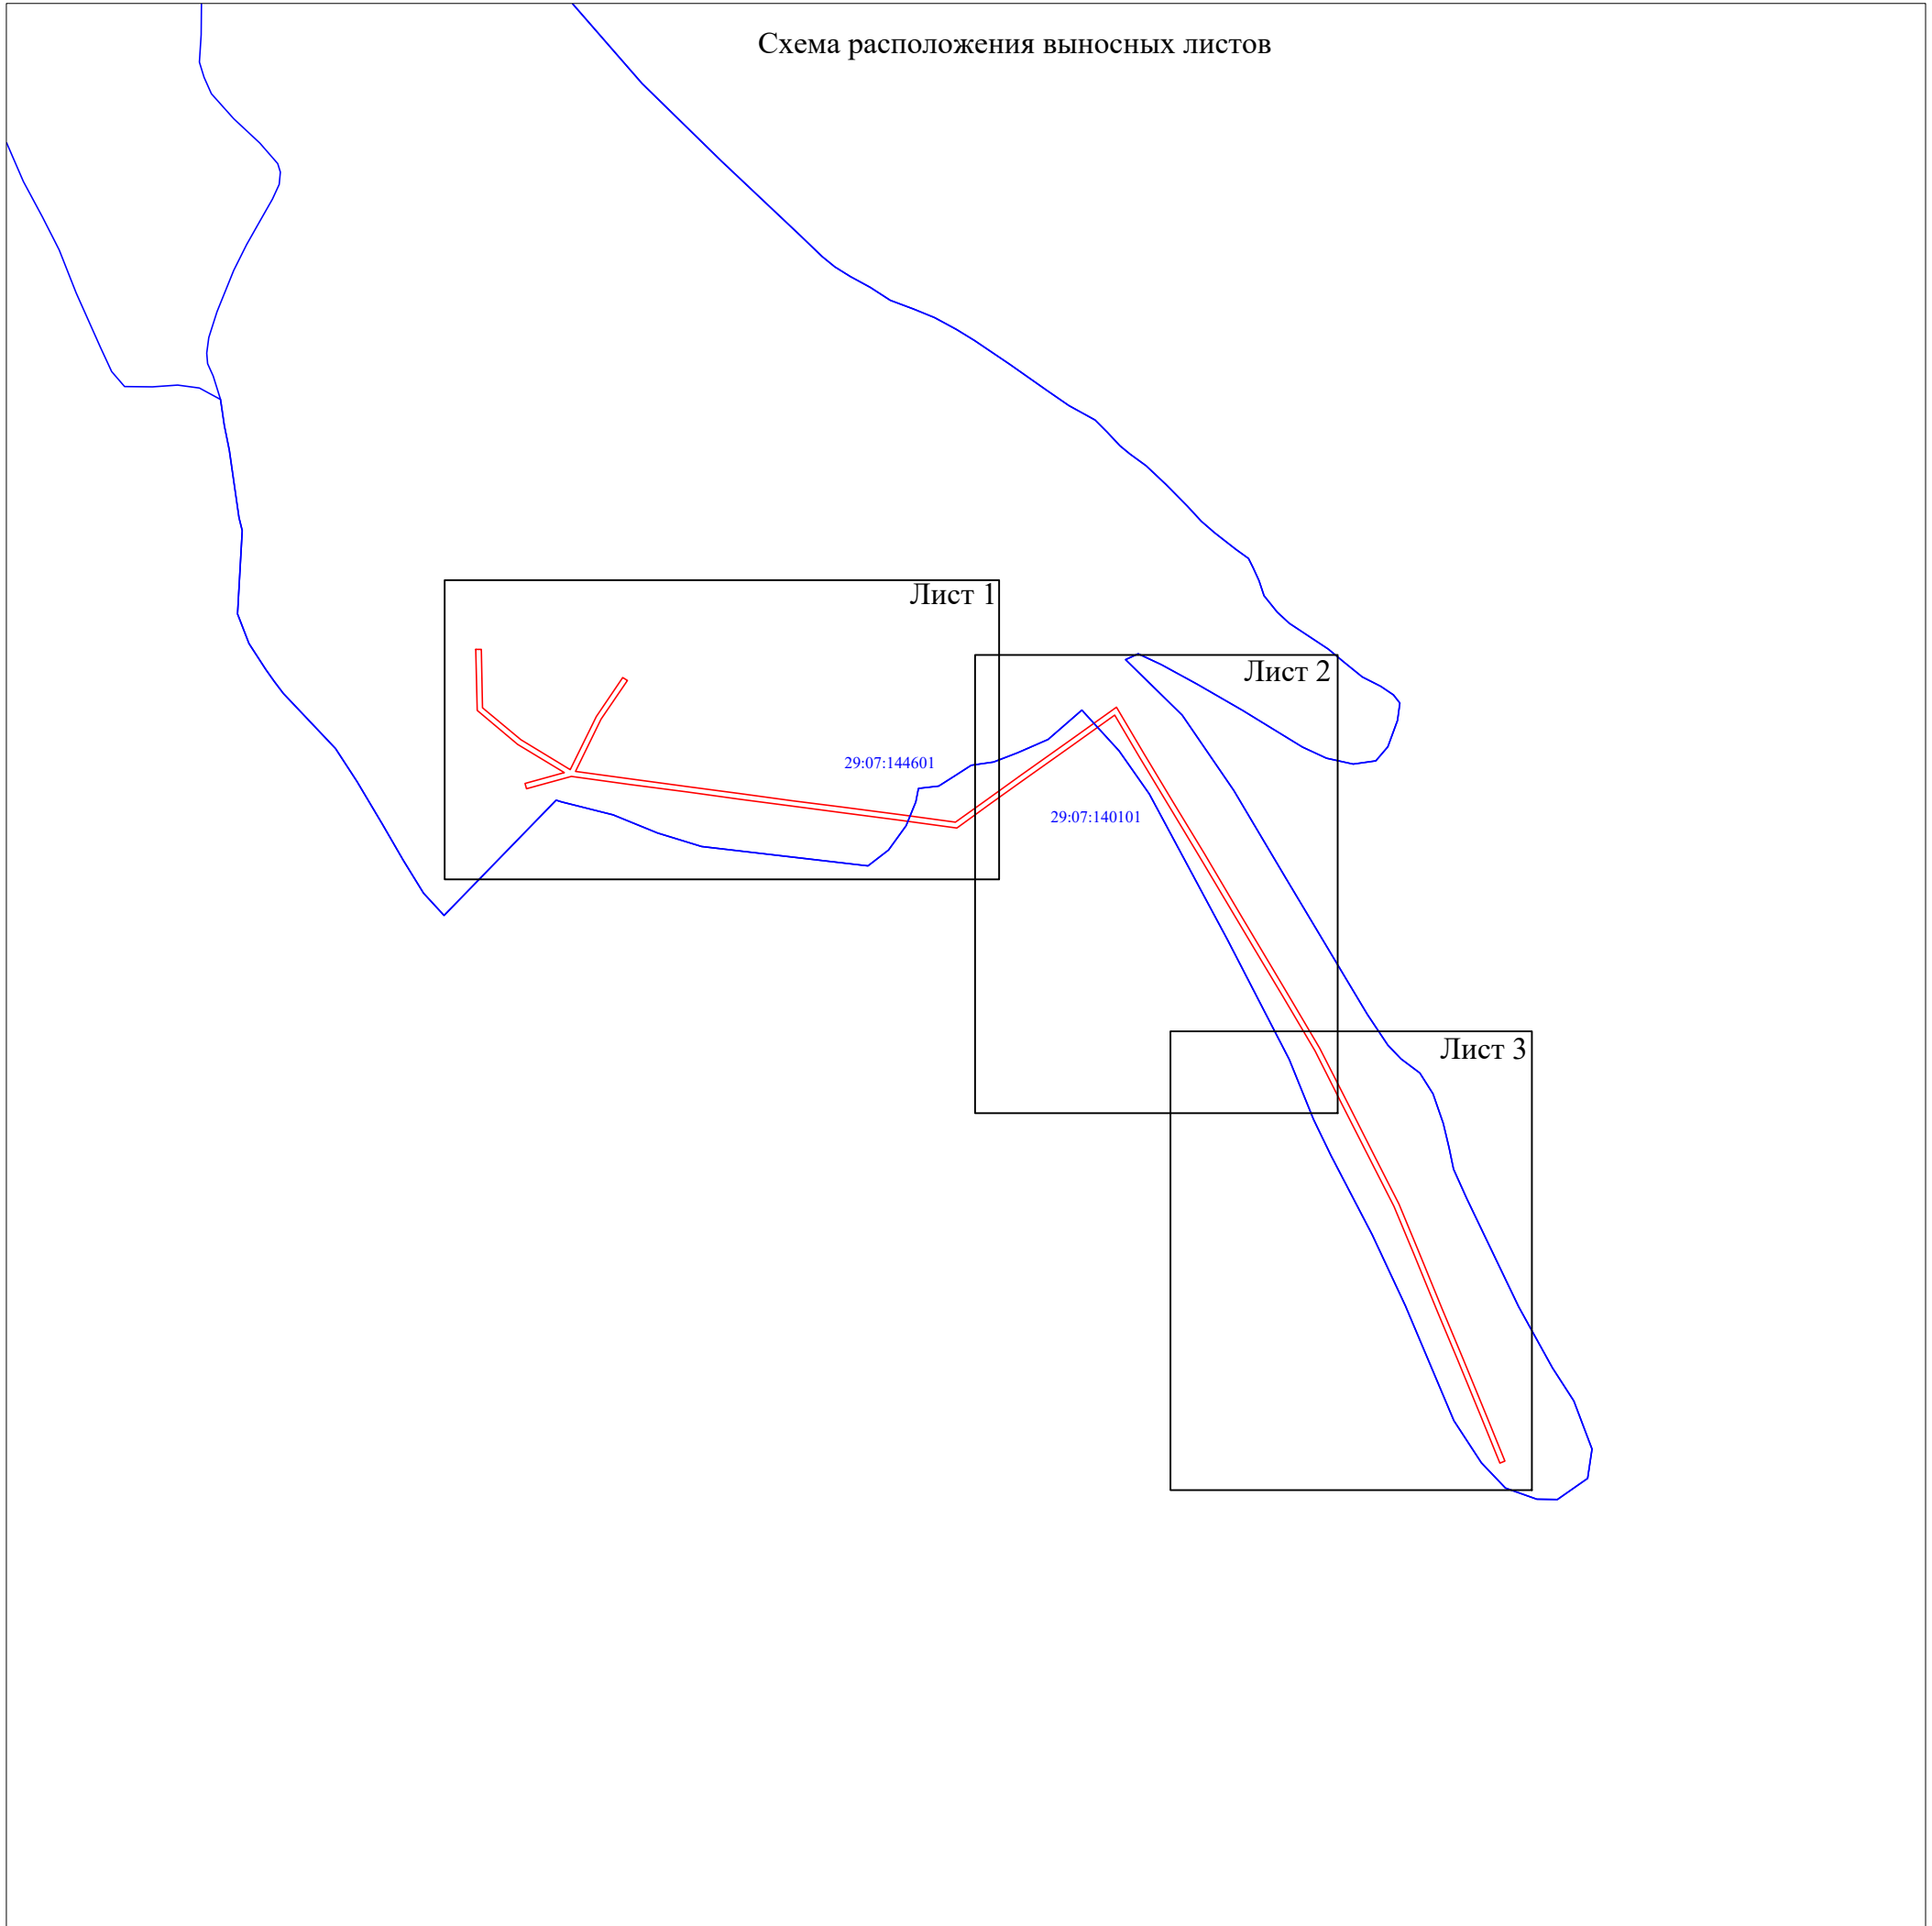 Схема расположения выносных листов
Лист 1
Лист 2
29:07:144601
29:07:140101
Лист 3